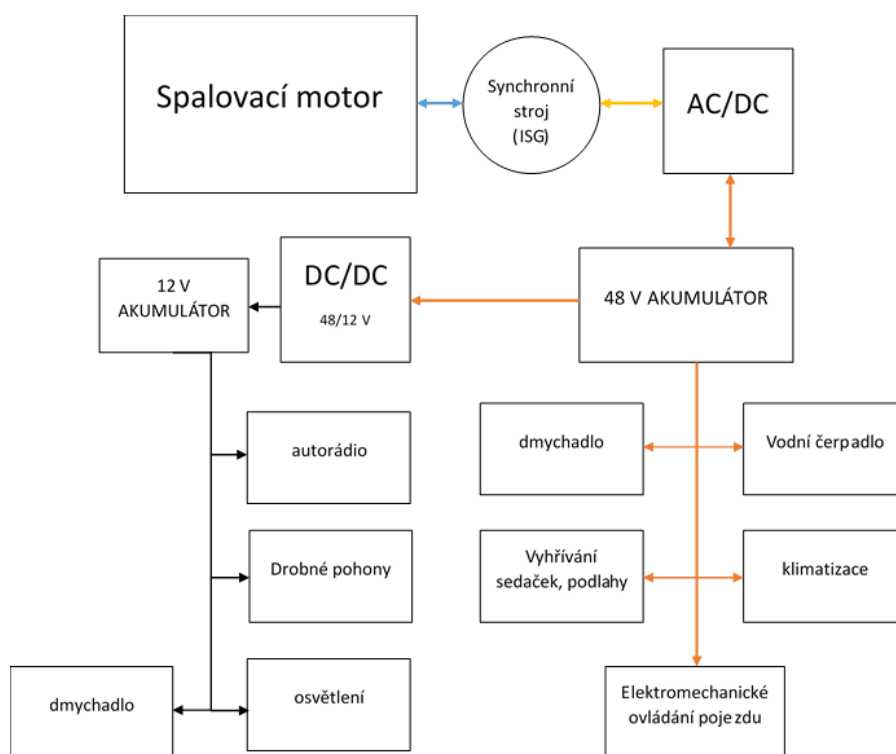 Spalovací motor
Synchronní
stroj
(ISG)
AC/DC
12 V
AKUMULÁTOR
DC/DC
48/12 V
48 V AKUMULÁTOR
autorádio
dmychadlo
Vodní čerpadlo
Drobné pohony
Vyhřívání
sedaček, podlahy
klimatizace
dmychadlo
osvětlení
Elektromechanické
ovládání pojezdu